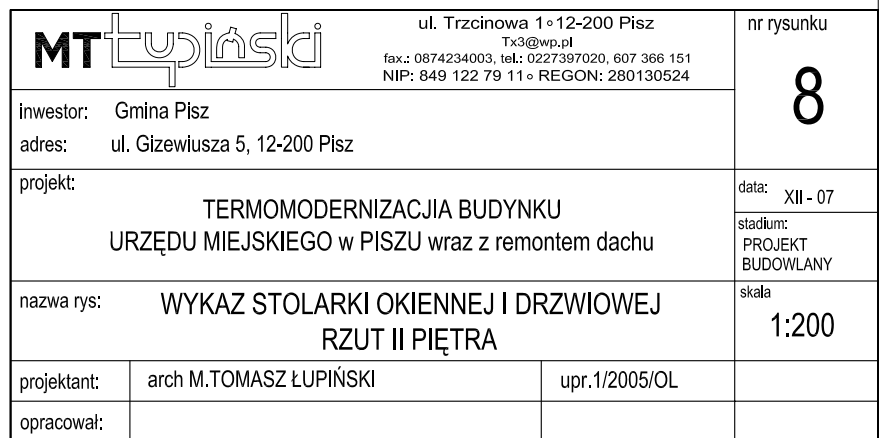 MT Łupiński
ul. Trzcinowa 1∘12-200 Pisz
Tx3@wp.pl
fax.: 0874234003, tel.: 0227397020, 607 366 151
NIP: 849 122 79 11∘ REGON: 280130524
nr rysunku
8
inwestor: Gmina Pisz
adres: ul. Gizewiusza 5, 12-200 Pisz
projekt:
TERMOMODERNIZACJIA BUDYNKU
URZĘDU MIEJSKIEGO w PISZU wraz z remontem dachu
data: XII - 07
stadium:
PROJEKT
BUDOWLANY
nazwa rys: WYKAZ STOLARKI OKIENNEJ I DRZWIOWEJ
RZUT II PIĘTRA
skala
1:200
projektant: arch M.TOMASZ ŁUPIŃSKI upr.1/2005/OL
opracował: